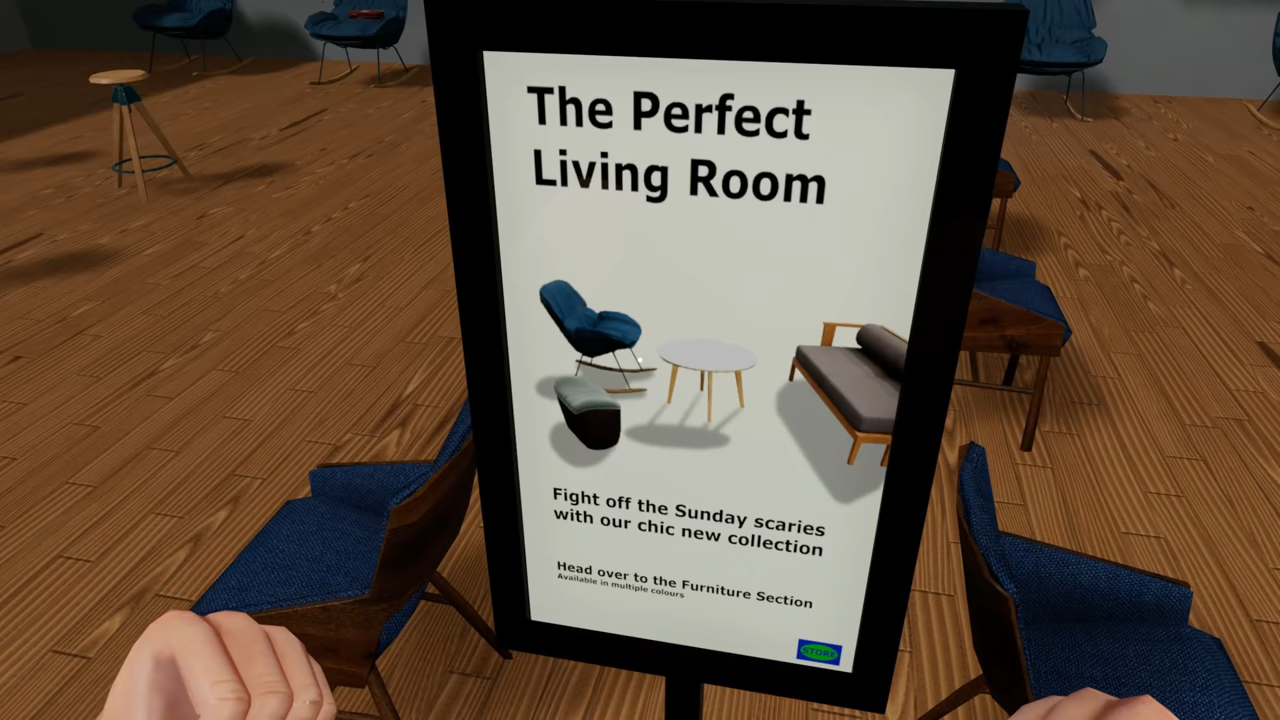 The Perfect
Living Room
Fight off the Sunday scaries
with our chic new collection
Head over to the Furniture Section
Available in multiple colours
STORE